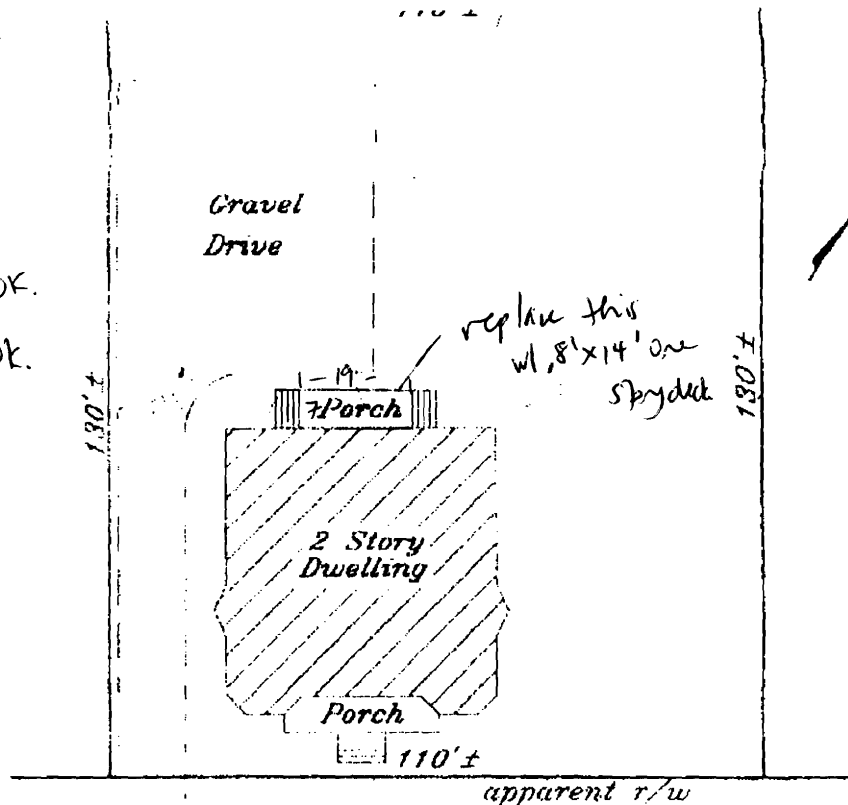 110 ±
Gravel
Drive
OK.
OK.
replace this
w/ 8'x14' one
story deck
130'±
130'±
19
7 Porch
2 Story
Dwelling
Porch
110'±
apparent r/w